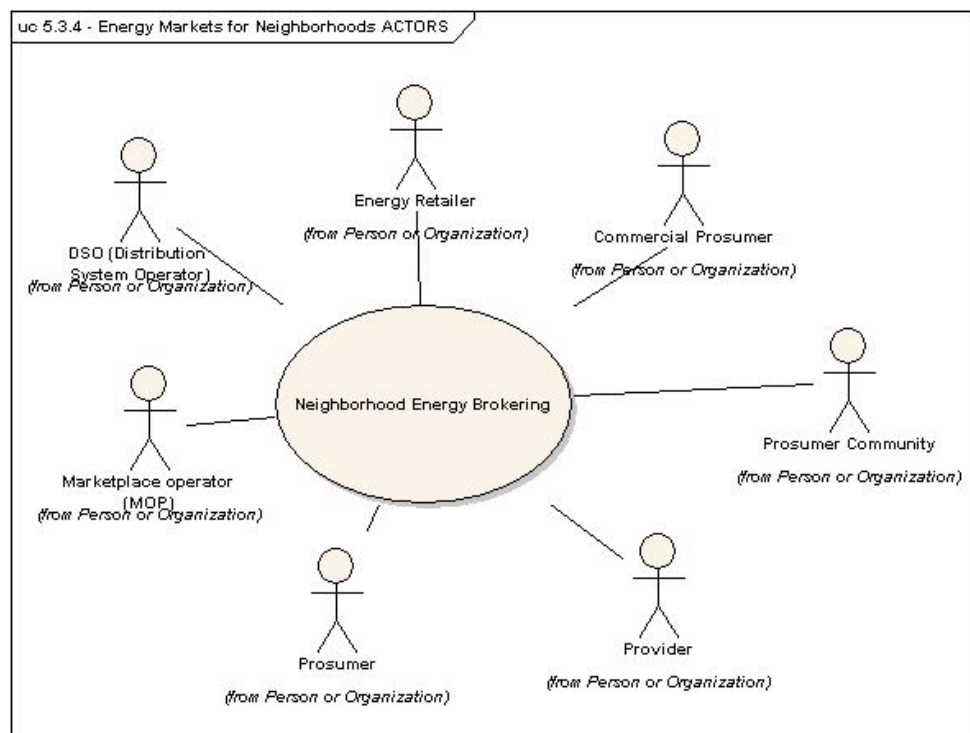 uc 5.3.4 - Energy Markets for Neighborhoods ACTORS
Energy Retailer
(from Person or Organization)
Commercial Prosumer
(from Person or Organization)
DSO (Distribution
System Operator)
(from Person or Organization)
Neighborhood Energy Brokering
Prosumer Community
(from Person or Organization)
Marketplace operator
(MOP)
(from Person or Organization)
Prosumer
(from Person or Organization)
Provider
(from Person or Organization)